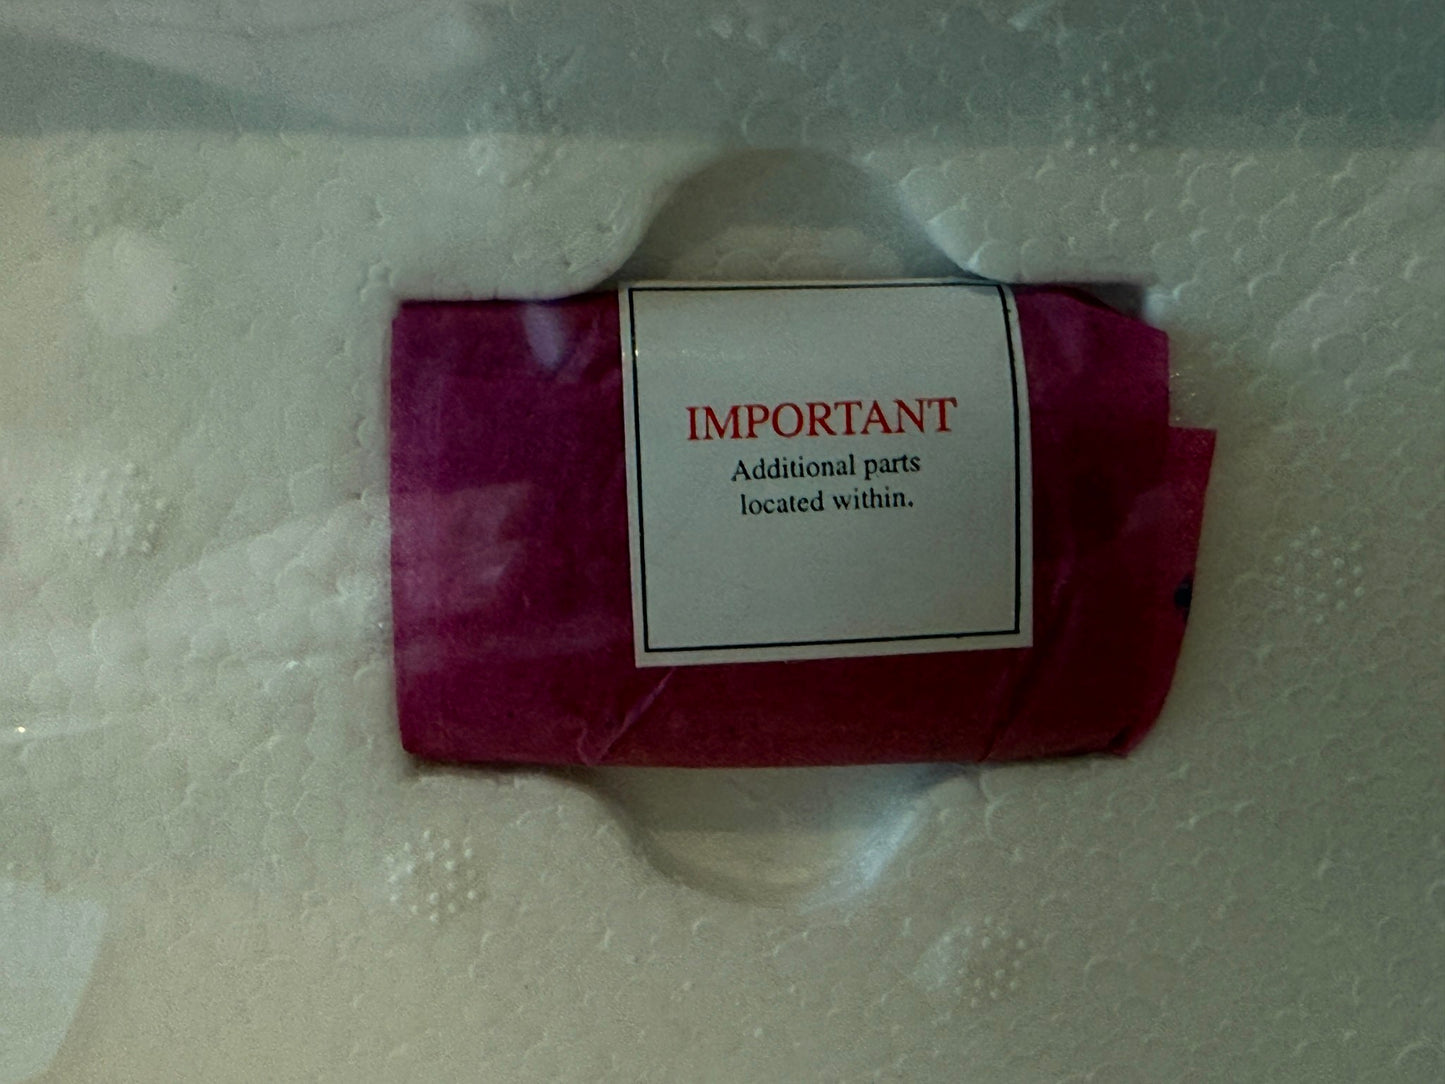 IMPORTANT
Additional parts
located within.